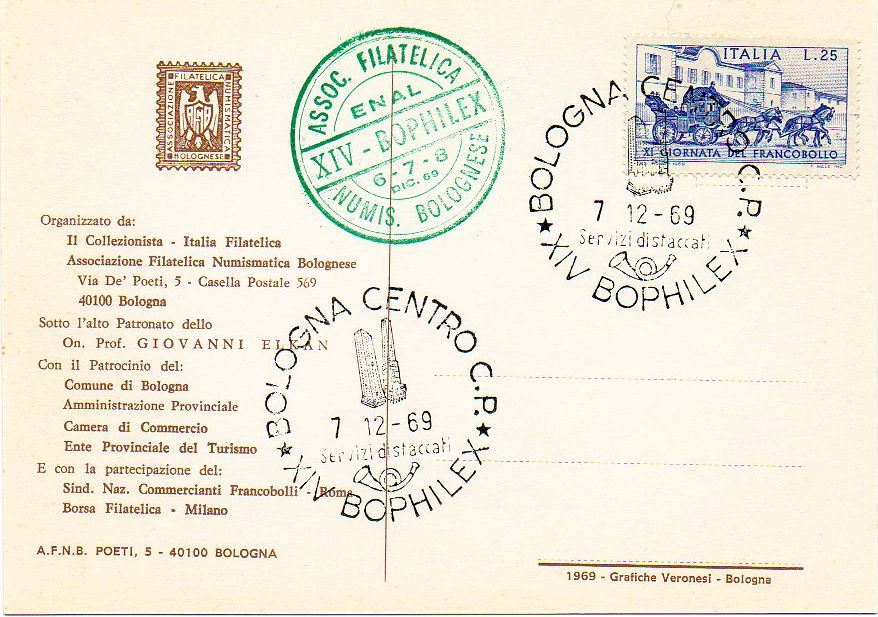 ASSOCIAZIONE
FILATELICA
NUMISMATICA
BOLOGNESE
ASSOC. FILATELICA
ENAL
XIV - BOPHILEX
6-7-8
DIC. 69
NUMIS. BOLOGNESE
ITALIA L.25
GIORNATA DEL FRANCOBOLLO
BOLOGNA CENTRO C.P.
7 12-69
Servizi distaccati
★ XIV BOPHILEX ★
Organizzato da:
Il Collezionista - Italia Filatelica
Associazione Filatelica Numismatica Bolognese
Via De' Poeti, 5 - Casella Postale 569
40100 Bologna
Sotto l'alto Patronato dello
On. Prof. GIOVANNI ELKAN
Con il Patrocinio del:
Comune di Bologna
Amministrazione Provinciale
Camera di Commercio
Ente Provinciale del Turismo
E con la partecipazione del:
Sind. Naz. Commercianti Francobolli - Roma
Borsa Filatelica - Milano
BOLOGNA CENTRO C.P.
7 12-69
Servizi distaccati
★ XIV BOPHILEX ★
A.F.N.B. POETI, 5 - 40100 BOLOGNA
1969 - Grafiche Veronesi - Bologna